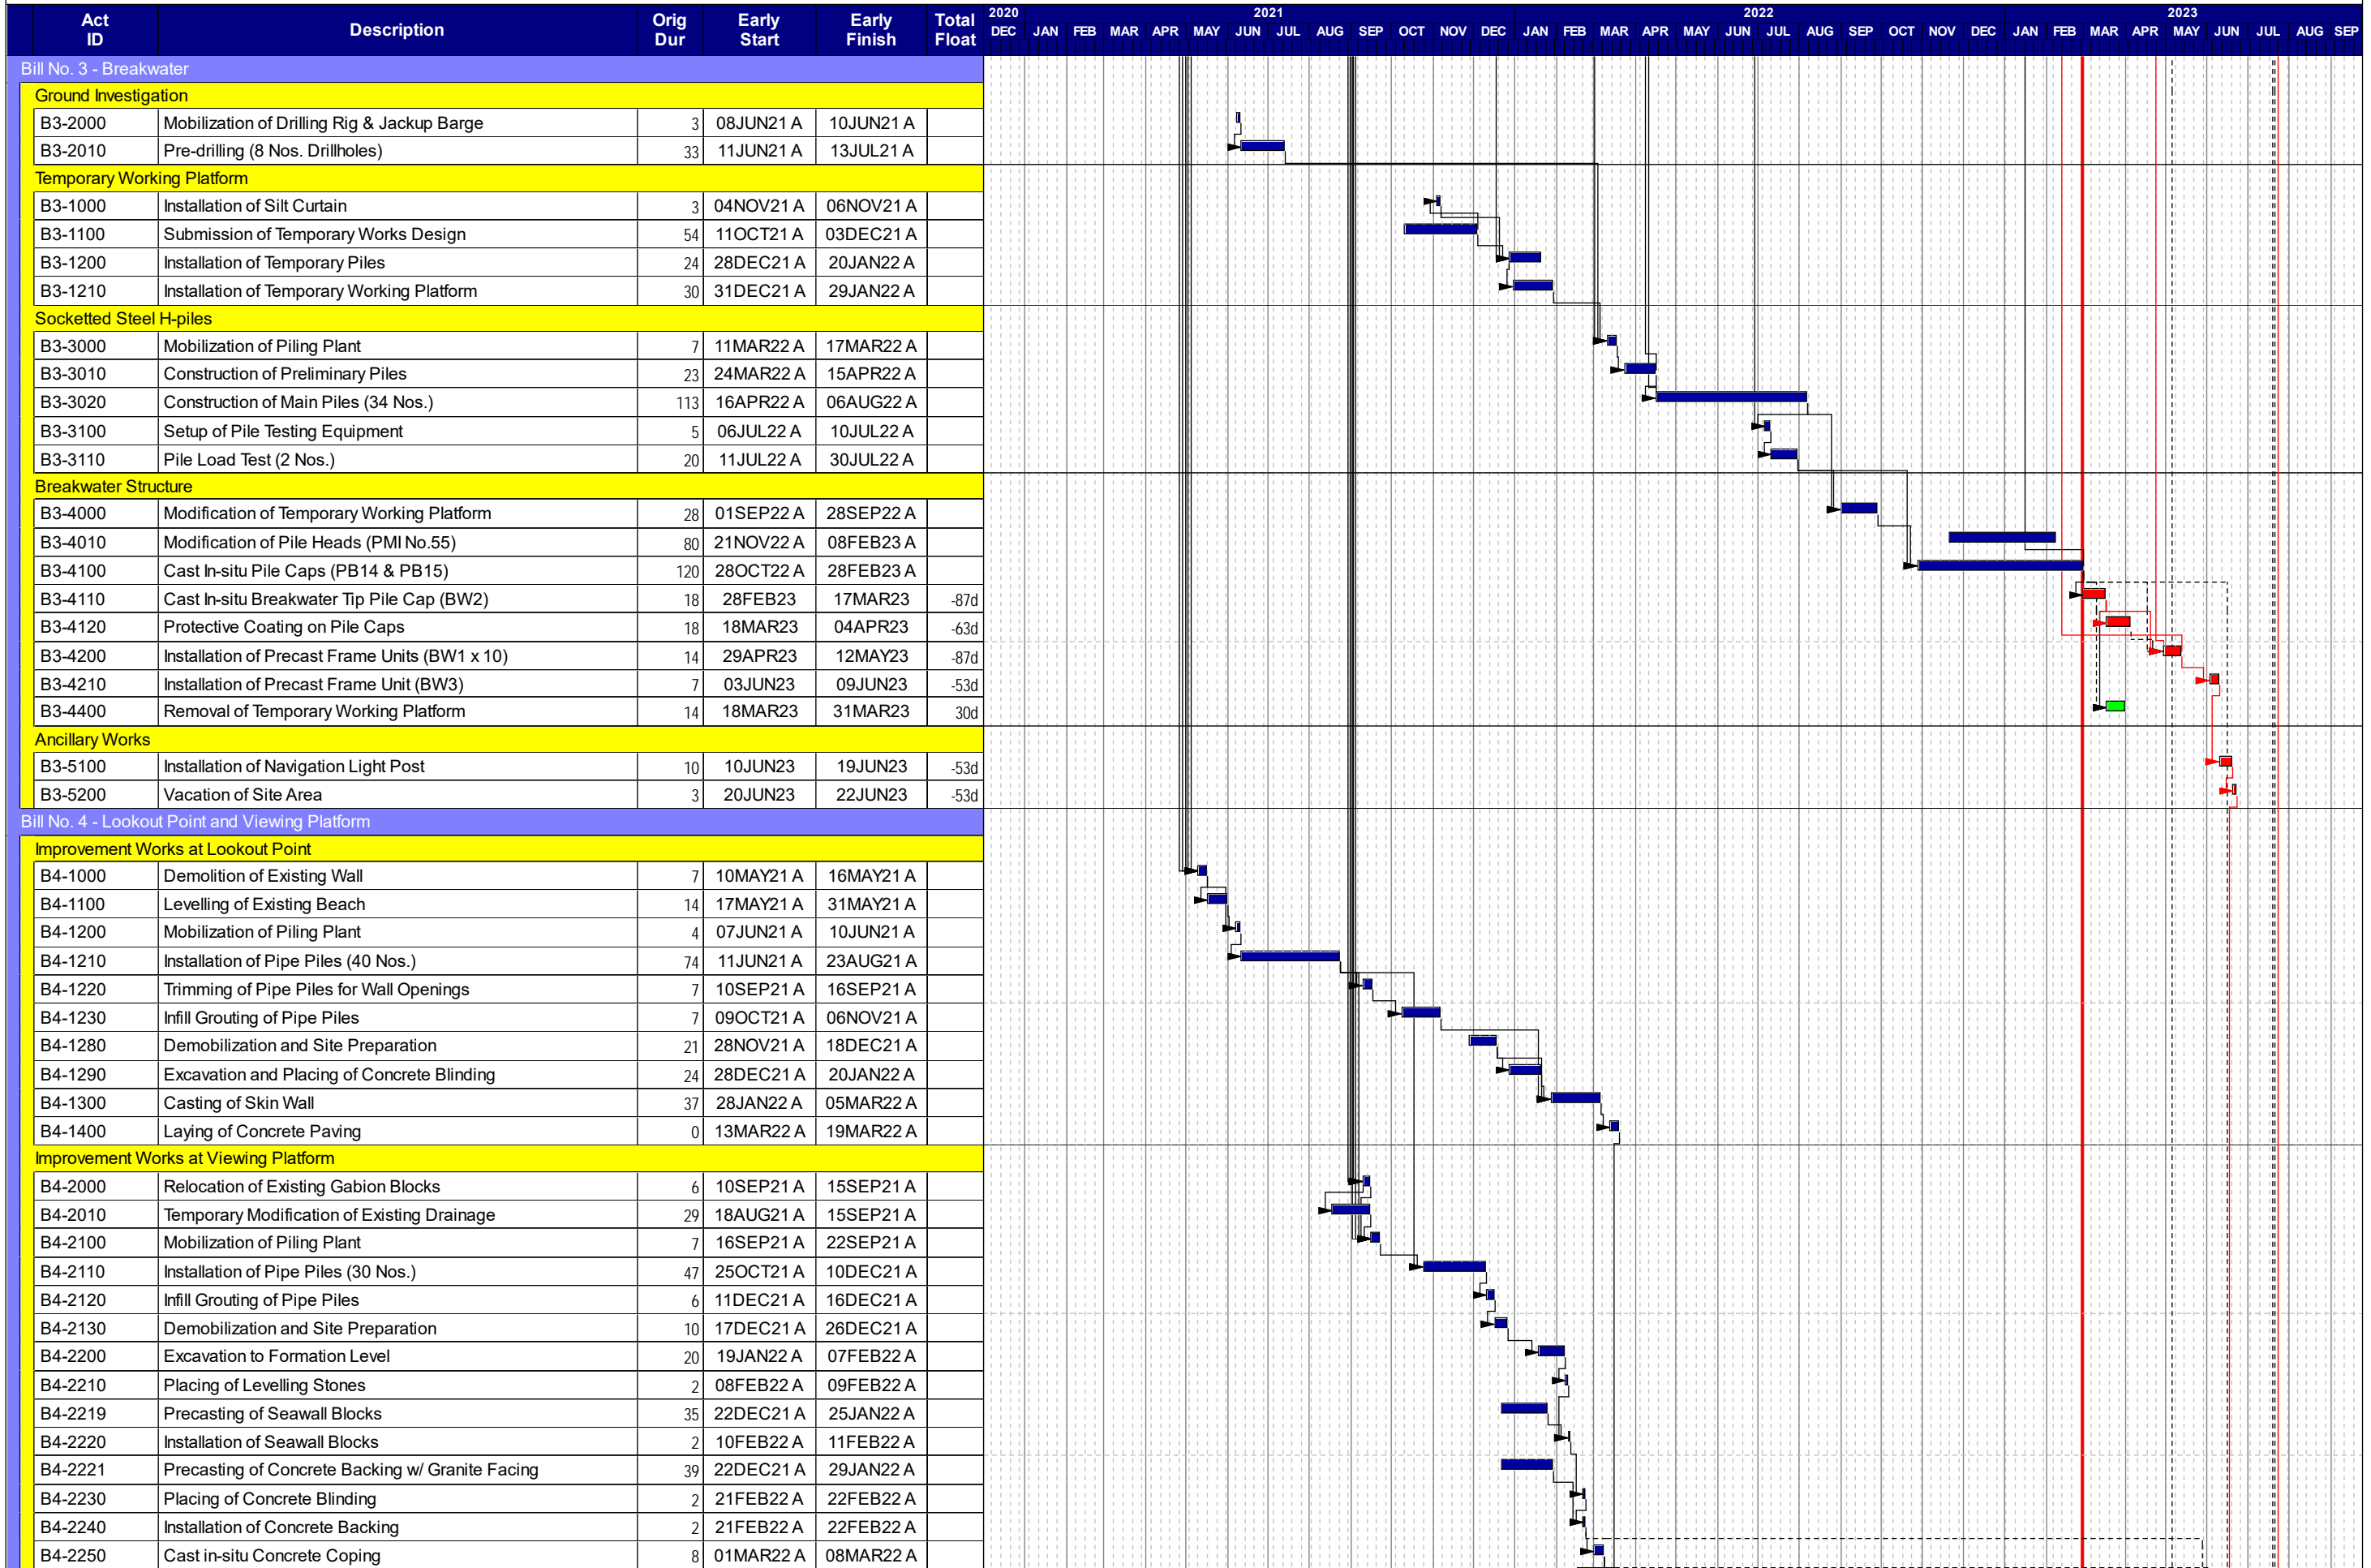 2020 2021 2022 2023
Act ID Description Orig Dur Early Start Early Finish Total Float DEC JAN FEB MAR APR MAY JUN JUL AUG SEP OCT NOV DEC JAN FEB MAR APR MAY JUN JUL AUG SEP OCT NOV DEC JAN FEB MAR APR MAY JUN JUL AUG SEP
Bill No. 3 - Breakwater
Ground Investigation
B3-2000 Mobilization of Drilling Rig & Jackup Barge 3 08JUN21 A 10JUN21 A
B3-2010 Pre-drilling (8 Nos. Drillholes) 33 11JUN21 A 13JUL21 A
Temporary Working Platform
B3-1000 Installation of Silt Curtain 3 04NOV21 A 06NOV21 A
B3-1100 Submission of Temporary Works Design 54 11OCT21 A 03DEC21 A
B3-1200 Installation of Temporary Piles 24 28DEC21 A 20JAN22 A
B3-1210 Installation of Temporary Working Platform 30 31DEC21 A 29JAN22 A
Socketted Steel H-piles
B3-3000 Mobilization of Piling Plant 7 11MAR22 A 17MAR22 A
B3-3010 Construction of Preliminary Piles 23 24MAR22 A 15APR22 A
B3-3020 Construction of Main Piles (34 Nos.) 113 16APR22 A 06AUG22 A
B3-3100 Setup of Pile Testing Equipment 5 06JUL22 A 10JUL22 A
B3-3110 Pile Load Test (2 Nos.) 20 11JUL22 A 30JUL22 A
Breakwater Structure
B3-4000 Modification of Temporary Working Platform 28 01SEP22 A 28SEP22 A
B3-4010 Modification of Pile Heads (PMI No.55) 80 21NOV22 A 08FEB23 A
B3-4100 Cast In-situ Pile Caps (PB14 & PB15) 120 28OCT22 A 28FEB23 A
B3-4110 Cast In-situ Breakwater Tip Pile Cap (BW2) 18 28FEB23 17MAR23 -87d
B3-4120 Protective Coating on Pile Caps 18 18MAR23 04APR23 -63d
B3-4200 Installation of Precast Frame Units (BW1 x 10) 14 29APR23 12MAY23 -87d
B3-4210 Installation of Precast Frame Unit (BW3) 7 03JUN23 09JUN23 -53d
B3-4400 Removal of Temporary Working Platform 14 18MAR23 31MAR23 30d
Ancillary Works
B3-5100 Installation of Navigation Light Post 10 10JUN23 19JUN23 -53d
B3-5200 Vacation of Site Area 3 20JUN23 22JUN23 -53d
Bill No. 4 - Lookout Point and Viewing Platform
Improvement Works at Lookout Point
B4-1000 Demolition of Existing Wall 7 10MAY21 A 16MAY21 A
B4-1100 Levelling of Existing Beach 14 17MAY21 A 31MAY21 A
B4-1200 Mobilization of Piling Plant 4 07JUN21 A 10JUN21 A
B4-1210 Installation of Pipe Piles (40 Nos.) 74 11JUN21 A 23AUG21 A
B4-1220 Trimming of Pipe Piles for Wall Openings 7 10SEP21 A 16SEP21 A
B4-1230 Infill Grouting of Pipe Piles 7 09OCT21 A 06NOV21 A
B4-1280 Demobilization and Site Preparation 21 28NOV21 A 18DEC21 A
B4-1290 Excavation and Placing of Concrete Blinding 24 28DEC21 A 20JAN22 A
B4-1300 Casting of Skin Wall 37 28JAN22 A 05MAR22 A
B4-1400 Laying of Concrete Paving 0 13MAR22 A 19MAR22 A
Improvement Works at Viewing Platform
B4-2000 Relocation of Existing Gabion Blocks 6 10SEP21 A 15SEP21 A
B4-2010 Temporary Modification of Existing Drainage 29 18AUG21 A 15SEP21 A
B4-2100 Mobilization of Piling Plant 7 16SEP21 A 22SEP21 A
B4-2110 Installation of Pipe Piles (30 Nos.) 47 25OCT21 A 10DEC21 A
B4-2120 Infill Grouting of Pipe Piles 6 11DEC21 A 16DEC21 A
B4-2130 Demobilization and Site Preparation 10 17DEC21 A 26DEC21 A
B4-2200 Excavation to Formation Level 20 19JAN22 A 07FEB22 A
B4-2210 Placing of Levelling Stones 2 08FEB22 A 09FEB22 A
B4-2219 Precasting of Seawall Blocks 35 22DEC21 A 25JAN22 A
B4-2220 Installation of Seawall Blocks 2 10FEB22 A 11FEB22 A
B4-2221 Precasting of Concrete Backing w/ Granite Facing 39 22DEC21 A 29JAN22 A
B4-2230 Placing of Concrete Blinding 2 21FEB22 A 22FEB22 A
B4-2240 Installation of Concrete Backing 2 21FEB22 A 22FEB22 A
B4-2250 Cast in-situ Concrete Coping 8 01MAR22 A 08MAR22 A